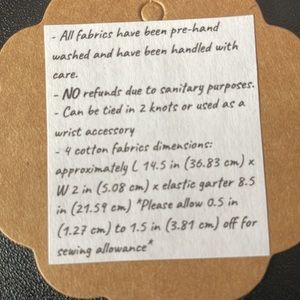 - All fabrics have been pre-hand
washed and have been handled with
care.
- NO refunds due to sanitary purposes.
- Can be tied in 2 knots or used as a
wrist accessory
- 4 cotton fabrics dimensions:
approximately L 14.5 in (36.83 cm) x
W 2 in (5.08 cm) x elastic garter 8.5
in (21.59 cm) *Please allow 0.5 in
(1.27 cm) to 1.5 in (3.81 cm) off for
sewing allowance*